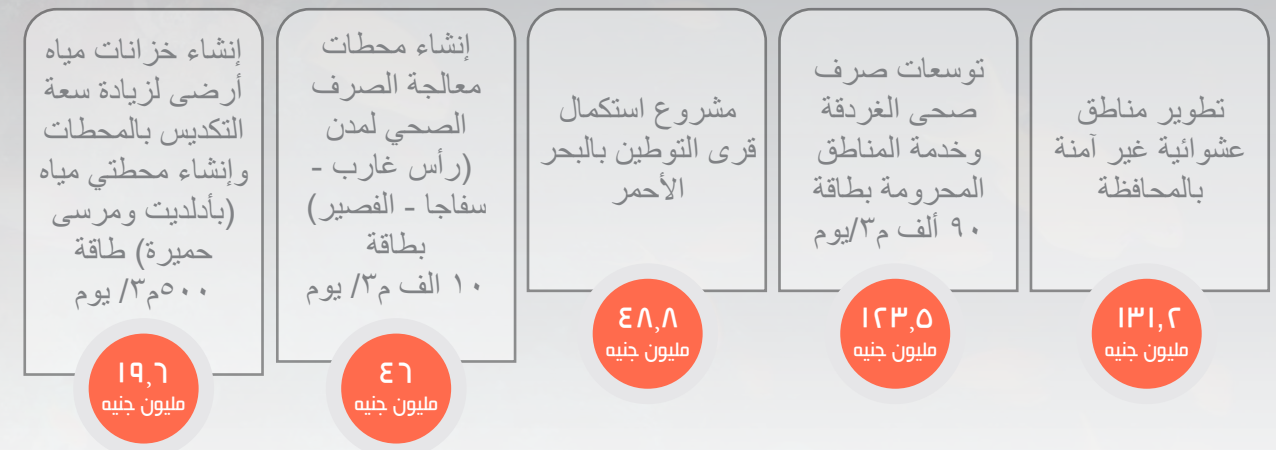 تطوير مناطق
عشوائية غير آمنة
بالمحافظة
١٣١,٢
مليون جنيه
توسعات صرف
صحى الغردقة
وخدمة المناطق
المحرومة بطاقة
٩٠ ألف م٣/يوم
١٢٣,٥
مليون جنيه
مشروع استكمال
قرى التوطين بالبحر
الأحمر
٤٨,٨
مليون جنيه
إنشاء محطات
معالجة الصرف
الصحي لمدن
(رأس غارب -
سفاجا - الفصير)
بطاقة
١٠ الف م٣/ يوم
٤٦
مليون جنيه
إنشاء خزانات مياه
أرضى لزيادة سعة
التكديس بالمحطات
وإنشاء محطتي مياه
(بأدلديت ومرسى
حميرة) طاقة
٥٠٠م٣/ يوم
١٩,٦
مليون جنيه